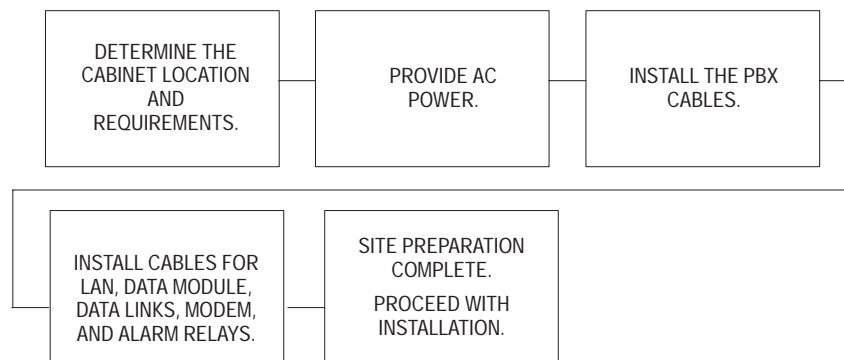 DETERMINE THE
CABINET LOCATION
AND
REQUIREMENTS.
PROVIDE AC
POWER.
INSTALL THE PBX
CABLES.
INSTALL CABLES FOR
LAN, DATA MODULE,
DATA LINKS, MODEM,
AND ALARM RELAYS.
SITE PREPARATION
COMPLETE.
PROCEED WITH
INSTALLATION.